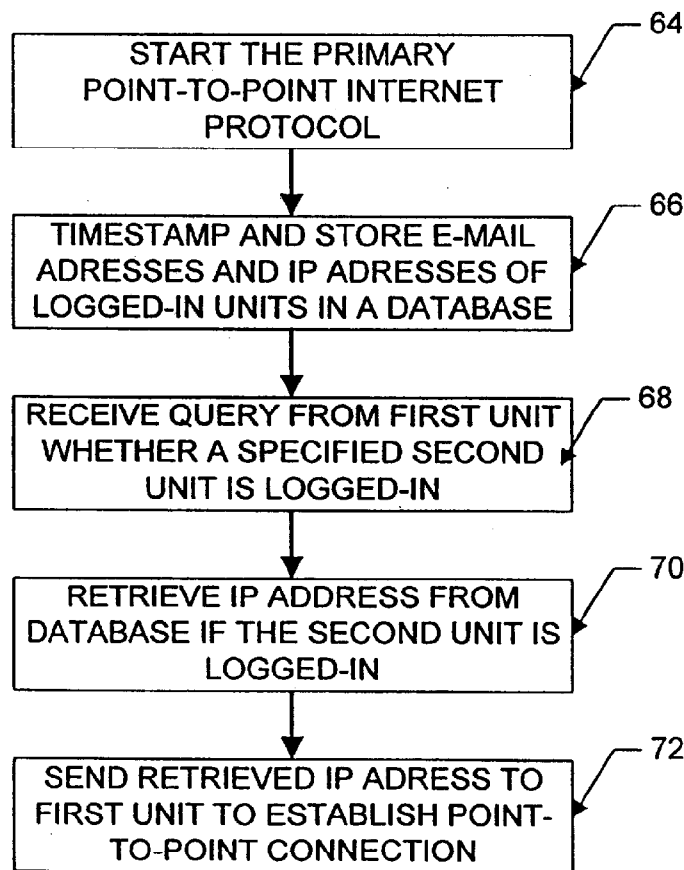 64
START THE PRIMARY
POINT-TO-POINT INTERNET
PROTOCOL
66
TIMESTAMP AND STORE E-MAIL
ADRESSES AND IP ADRESSES OF
LOGGED-IN UNITS IN A DATABASE
68
RECEIVE QUERY FROM FIRST UNIT
WHETHER A SPECIFIED SECOND
UNIT IS LOGGED-IN
70
RETRIEVE IP ADDRESS FROM
DATABASE IF THE SECOND UNIT IS
LOGGED-IN
72
SEND RETRIEVED IP ADRESS TO
FIRST UNIT TO ESTABLISH POINT-
TO-POINT CONNECTION